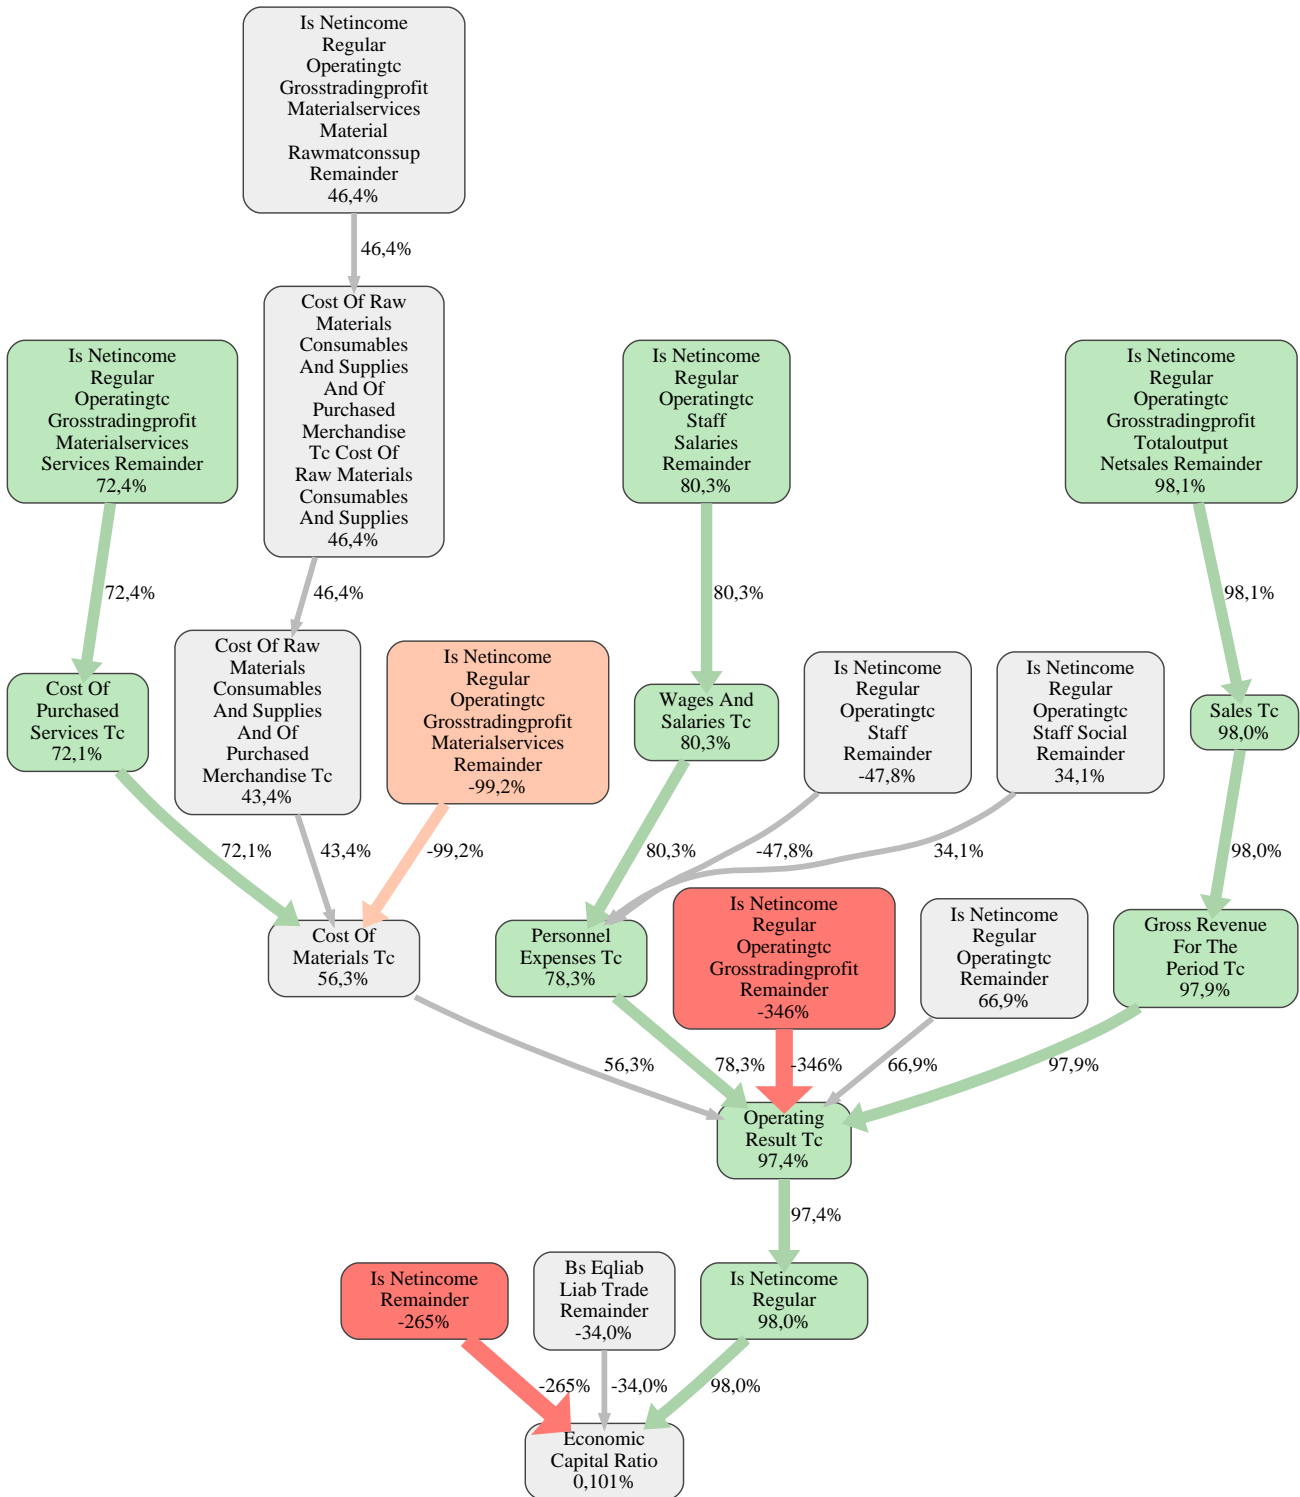 Is Netincome
Regular
Operatingtc
Grosstradingprofit
Materialservices
Material
Rawmatconssup
Remainder
46,4%
46,4%
Cost Of Raw
Materials
Consumables
And Supplies
And Of
Purchased
Merchandise
Tc Cost Of
Raw Materials
Consumables
And Supplies
46,4%
Is Netincome
Regular
Operatingtc
Grosstradingprofit
Materialservices
Services Remainder
72,4%
Is Netincome
Regular
Operatingtc
Staff
Salaries
Remainder
80,3%
Is Netincome
Regular
Operatingtc
Grosstradingprofit
Totaloutput
Netsales Remainder
98,1%
72,4%
46,4%
80,3%
98,1%
Cost Of
Purchased
Services Tc
72,1%
Cost Of Raw
Materials
Consumables
And Supplies
And Of
Purchased
Merchandise Tc
43,4%
Is Netincome
Regular
Operatingtc
Grosstradingprofit
Materialservices
Remainder
-99,2%
Wages And
Salaries Tc
80,3%
Is Netincome
Regular
Operatingtc
Staff
Remainder
-47,8%
Is Netincome
Regular
Operatingtc
Staff Social
Remainder
34,1%
Sales Tc
98,0%
72,1%
43,4%
-99,2%
80,3%
-47,8%
34,1%
98,0%
Cost Of
Materials Tc
56,3%
Personnel
Expenses Tc
78,3%
Is Netincome
Regular
Operatingtc
Grosstradingprofit
Remainder
-346%
Is Netincome
Regular
Operatingtc
Remainder
66,9%
Gross Revenue
For The
Period Tc
97,9%
56,3%
78,3%
-346%
66,9%
97,9%
Operating
Result Tc
97,4%
97,4%
Is Netincome
Remainder
-265%
Bs Eqliab
Liab Trade
Remainder
-34,0%
Is Netincome
Regular
98,0%
-265%
-34,0%
98,0%
Economic
Capital Ratio
0,101%